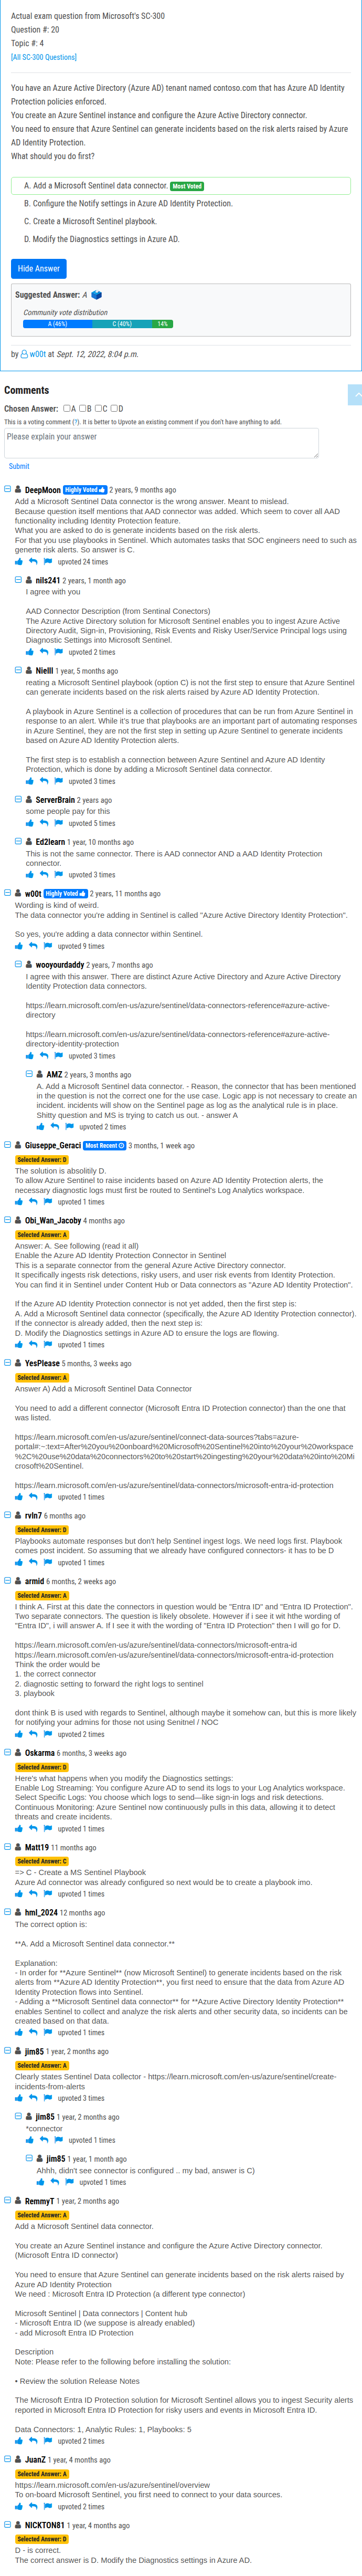 Actual exam question from Microsoft's SC-300
Question #: 20
Topic #: 4
[All SC-300 Questions]
You have an Azure Active Directory (Azure AD) tenant named contoso.com that has Azure AD Identity
Protection policies enforced.
You create an Azure Sentinel instance and configure the Azure Active Directory connector.
You need to ensure that Azure Sentinel can generate incidents based on the risk alerts raised by Azure
AD Identity Protection.
What should you do first?
A. Add a Microsoft Sentinel data connector. Most Voted
B. Configure the Notify settings in Azure AD Identity Protection.
C. Create a Microsoft Sentinel playbook.
D. Modify the Diagnostics settings in Azure AD.
Hide Answer
Suggested Answer: A
Community vote distribution
A (46%) C (40%) 14%
by w00t at Sept. 12, 2022, 8:04 p.m.
Comments
Chosen Answer: A B C D
This is a voting comment (?). It is better to Upvote an existing comment if you don't have anything to add.
Please explain your answer
Submit
DeepMoon Highly Voted 2 years, 9 months ago
Add a Microsoft Sentinel Data connector is the wrong answer. Meant to mislead.
Because question itself mentions that AAD connector was added. Which seem to cover all AAD
functionality including Identity Protection feature.
What you are asked to do is generate incidents based on the risk alerts.
For that you use playbooks in Sentinel. Which automates tasks that SOC engineers need to such as
generte risk alerts. So answer is C.
upvoted 24 times
nils241 2 years, 1 month ago
I agree with you
AAD Connector Description (from Sentinal Conectors)
The Azure Active Directory solution for Microsoft Sentinel enables you to ingest Azure Active
Directory Audit, Sign-in, Provisioning, Risk Events and Risky User/Service Principal logs using
Diagnostic Settings into Microsoft Sentinel.
upvoted 2 times
Nielll 1 year, 5 months ago
reating a Microsoft Sentinel playbook (option C) is not the first step to ensure that Azure Sentinel
can generate incidents based on the risk alerts raised by Azure AD Identity Protection.
A playbook in Azure Sentinel is a collection of procedures that can be run from Azure Sentinel in
response to an alert. While it's true that playbooks are an important part of automating responses
in Azure Sentinel, they are not the first step in setting up Azure Sentinel to generate incidents
based on Azure AD Identity Protection alerts.
The first step is to establish a connection between Azure Sentinel and Azure AD Identity
Protection, which is done by adding a Microsoft Sentinel data connector.
upvoted 3 times
ServerBrain 2 years ago
some people pay for this
upvoted 5 times
Ed2learn 1 year, 10 months ago
This is not the same connector. There is AAD connector AND a AAD Identity Protection
connector.
upvoted 3 times
w00t Highly Voted 2 years, 11 months ago
Wording is kind of weird.
The data connector you're adding in Sentinel is called "Azure Active Directory Identity Protection".
So yes, you're adding a data connector within Sentinel.
upvoted 9 times
wooyourdaddy 2 years, 7 months ago
I agree with this answer. There are distinct Azure Active Directory and Azure Active Directory
Identity Protection data connectors.
https://learn.microsoft.com/en-us/azure/sentinel/data-connectors-reference#azure-active-
directory
https://learn.microsoft.com/en-us/azure/sentinel/data-connectors-reference#azure-active-
directory-identity-protection
upvoted 3 times
AMZ 2 years, 3 months ago
A. Add a Microsoft Sentinel data connector. - Reason, the connector that has been mentioned
in the question is not the correct one for the use case. Logic app is not necessary to create an
incident. incidents will show on the Sentinel page as log as the analytical rule is in place.
Shitty question and MS is trying to catch us out. - answer A
upvoted 2 times
Giuseppe_Geraci Most Recent 3 months, 1 week ago
Selected Answer: D
The solution is absolitily D.
To allow Azure Sentinel to raise incidents based on Azure AD Identity Protection alerts, the
necessary diagnostic logs must first be routed to Sentinel's Log Analytics workspace.
upvoted 1 times
Obi_Wan_Jacoby 4 months ago
Selected Answer: A
Answer: A. See following (read it all)
Enable the Azure AD Identity Protection Connection in Sentinel
This is a separate connector from the general Azure Active Directory connector.
It specifically ingests risk detections, risky users, and user risk events from Identity Protection.
You can find it in Sentinel under Content Hub or Data connectors as "Azure AD Identity Protection".
If the Azure AD Identity Protection connector is not yet added, then the first step is:
A. Add a Microsoft Sentinel data connector (specifically, the Azure AD Identity Protection connector).
If the connector is already added, then the next step is:
D. Modify the Diagnostics settings in Azure AD to ensure the logs are flowing.
upvoted 1 times
YesPlease 5 months, 3 weeks ago
Selected Answer: A
Answer A) Add a Microsoft Sentinel Data Connector
You need to add a different connector (Microsoft Entra ID Protection connector) than the one that
was listed.
https://learn.microsoft.com/en-us/azure/sentinel/connect-data-sources?tabs=azure-
portal#:~:text=After%20you%20onboard%20Microsoft%20Sentinel%20into%20your%20workspace
%2C%20use%20data%20connectors%20to%20start%20ingesting%20your%20data%20into%20Mi
crosoft%20Sentinel.
https://learn.microsoft.com/en-us/azure/sentinel/data-connectors/microsoft-entra-id-protection
upvoted 1 times
rvln7 6 months ago
Selected Answer: D
Playbooks automate responses but don't help Sentinel ingest logs. We need logs first. Playbook
comes post incident. So assuming that we already have configured connectors- it has to be D
upvoted 1 times
armid 6 months, 2 weeks ago
Selected Answer: A
I think A. First at this date the connectors in question would be "Entra ID" and "Entra ID Protection".
Two separate connectors. The question is likely obsolete. However if i see it wit hthe wording of
"Entra ID", i will answer A. If I see it with the wording of "Entra ID Protection" then I will go for D.
https://learn.microsoft.com/en-us/azure/sentinel/data-connectors/microsoft-entra-id
https://learn.microsoft.com/en-us/azure/sentinel/data-connectors/microsoft-entra-id-protection
Think the order would be
1. the correct connector
2. diagnostic setting to forward the right logs to sentinel
3. playbook
dont think B is used with regards to Sentinel, although maybe it somehow can, but this is more likely
for notifying your admins for those not using Senitnel / NOC
upvoted 2 times
Oskarma 6 months, 3 weeks ago
Selected Answer: D
Here's what happens when you modify the Diagnostics settings:
Enable Log Streaming: You configure Azure AD to send its logs to your Log Analytics workspace.
Select Specific Logs: You choose which logs to send—like sign-in logs and risk detections.
Continuous Monitoring: Azure Sentinel now continuously pulls in this data, allowing it to detect
threats and create incidents.
upvoted 1 times
Matt19 11 months ago
Selected Answer: C
=> C - Create a MS Sentinel Playbook
Azure Ad connector was already configured so next would be to create a playbook imo.
upvoted 1 times
hml_2024 12 months ago
The correct option is:
**A. Add a Microsoft Sentinel data connector.**
Explanation:
- In order for **Azure Sentinel** (now Microsoft Sentinel) to generate incidents based on the risk
alerts from **Azure AD Identity Protection**, you first need to ensure that the data from Azure AD
Identity Protection flows into Sentinel.
- Adding a **Microsoft Sentinel data connector** for **Azure Active Directory Identity Protection**
enables Sentinel to collect and analyze the risk alerts and other security data, so incidents can be
created based on that data.
upvoted 1 times
jim85 1 year, 2 months ago
Selected Answer: A
Clearly states Sentinel Data collector - https://learn.microsoft.com/en-us/azure/sentinel/create-
incidents-from-alerts
upvoted 3 times
jim85 1 year, 2 months ago
*connector
upvoted 1 times
jim85 1 year, 1 month ago
Ahhh, didn't see connector is configured .. my bad, answer is C)
upvoted 1 times
RemmyT 1 year, 2 months ago
Selected Answer: A
Add a Microsoft Sentinel data connector.
You create an Azure Sentinel instance and configure the Azure Active Directory connector.
(Microsoft Entra ID connector)
You need to ensure that Azure Sentinel can generate incidents based on the risk alerts raised by
Azure AD Identity Protection
We need : Microsoft Entra ID Protection (a different type connector)
Microsoft Sentinel | Data connectors | Content hub
- Microsoft Entra ID (we suppose is already enabled)
- add Microsoft Entra ID Protection
Description
Note: Please refer to the following before installing the solution:
• Review the solution Release Notes
The Microsoft Entra ID Protection solution for Microsoft Sentinel allows you to ingest Security alerts
reported in Microsoft Entra ID Protection for risky users and events in Microsoft Entra ID.
Data Connectors: 1, Analytic Rules: 1, Playbooks: 5
upvoted 2 times
JuanZ 1 year, 4 months ago
Selected Answer: A
https://learn.microsoft.com/en-us/azure/sentinel/overview
To on-board Microsoft Sentinel, you first need to connect to your data sources.
upvoted 2 times
NICKTON81 1 year, 4 months ago
Selected Answer: D
D - is correct.
The correct answer is D. Modify the Diagnostics settings in Azure AD.